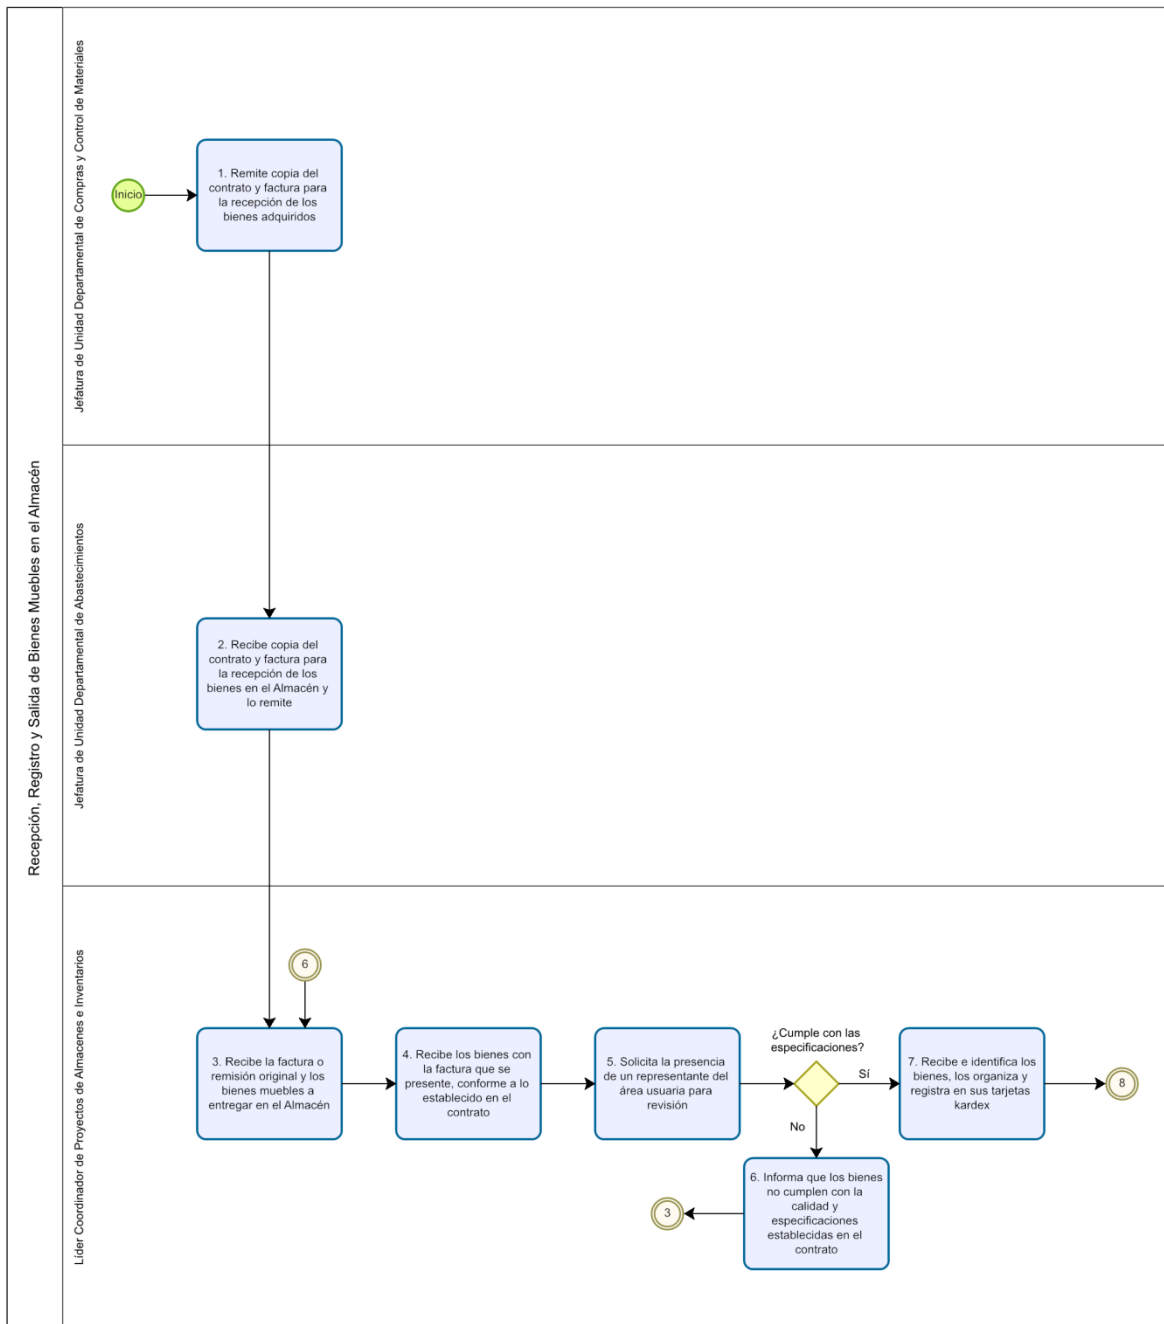 Recepción, Registro y Salida de Bienes Muebles en el Almacén
Jefatura de Unidad Departamental de Compras y Control de Materiales
Inicio
1. Remite copia del
contrato y factura para
la recepción de los
bienes adquiridos
Jefatura de Unidad Departamental de Abastecimientos
2. Recibe copia del
contrato y factura para
la recepción de los
bienes en el Almacén y
lo remite
Líder Coordinador de Proyectos de Almacenes e Inventarios
6
3. Recibe la factura o
remisión original y los
bienes muebles a
entregar en el Almacén
4. Recibe los bienes con
la factura que se
presente, conforme a lo
establecido en el
contrato
5. Solicita la presencia
de un representante del
área usuaria para
revisión
¿Cumple con las
especificaciones?
Sí
No
7. Recibe e identifica los
bienes, los organiza y
registra en sus tarjetas
kardex
8
6. Informa que los bienes
no cumplen con la
calidad y
especificaciones
establecidas en el
contrato
3